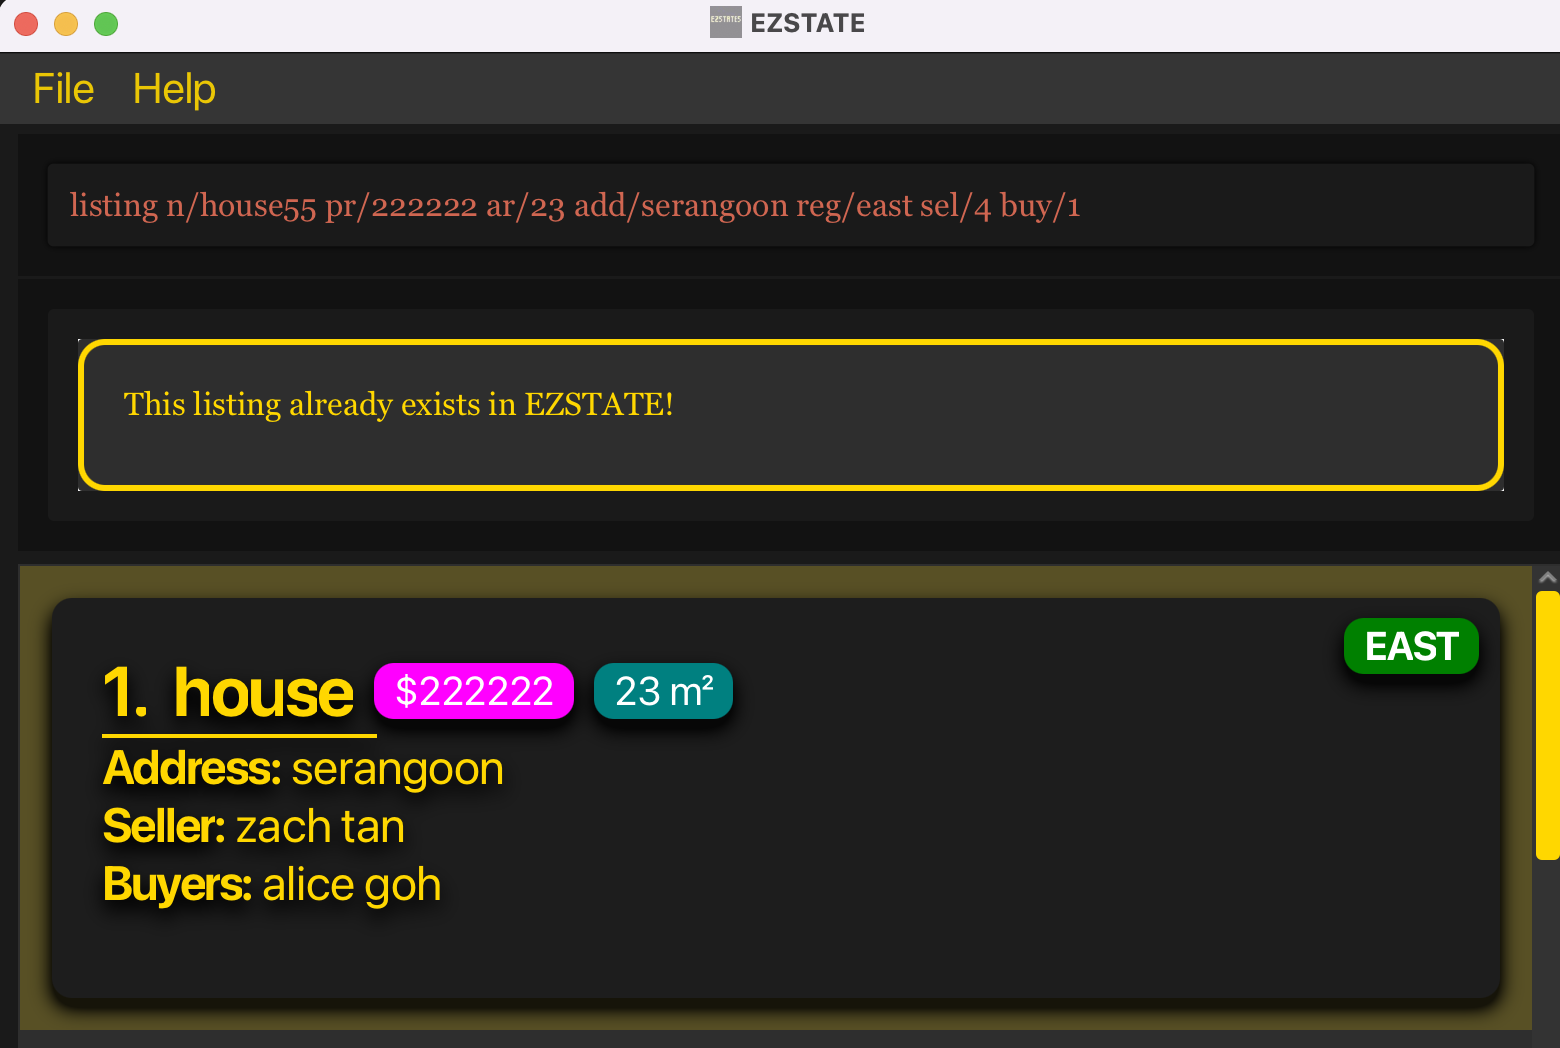 EZSTATES EZSTATE
File Help
listing n/house55 pr/222222 ar/23 add/serangoon reg/east sel/4 buy/1
This listing already exists in EZSTATE!
EAST
1. house $222222 23 m²
Address: serangoon
Seller: zach tan
Buyers: alice goh